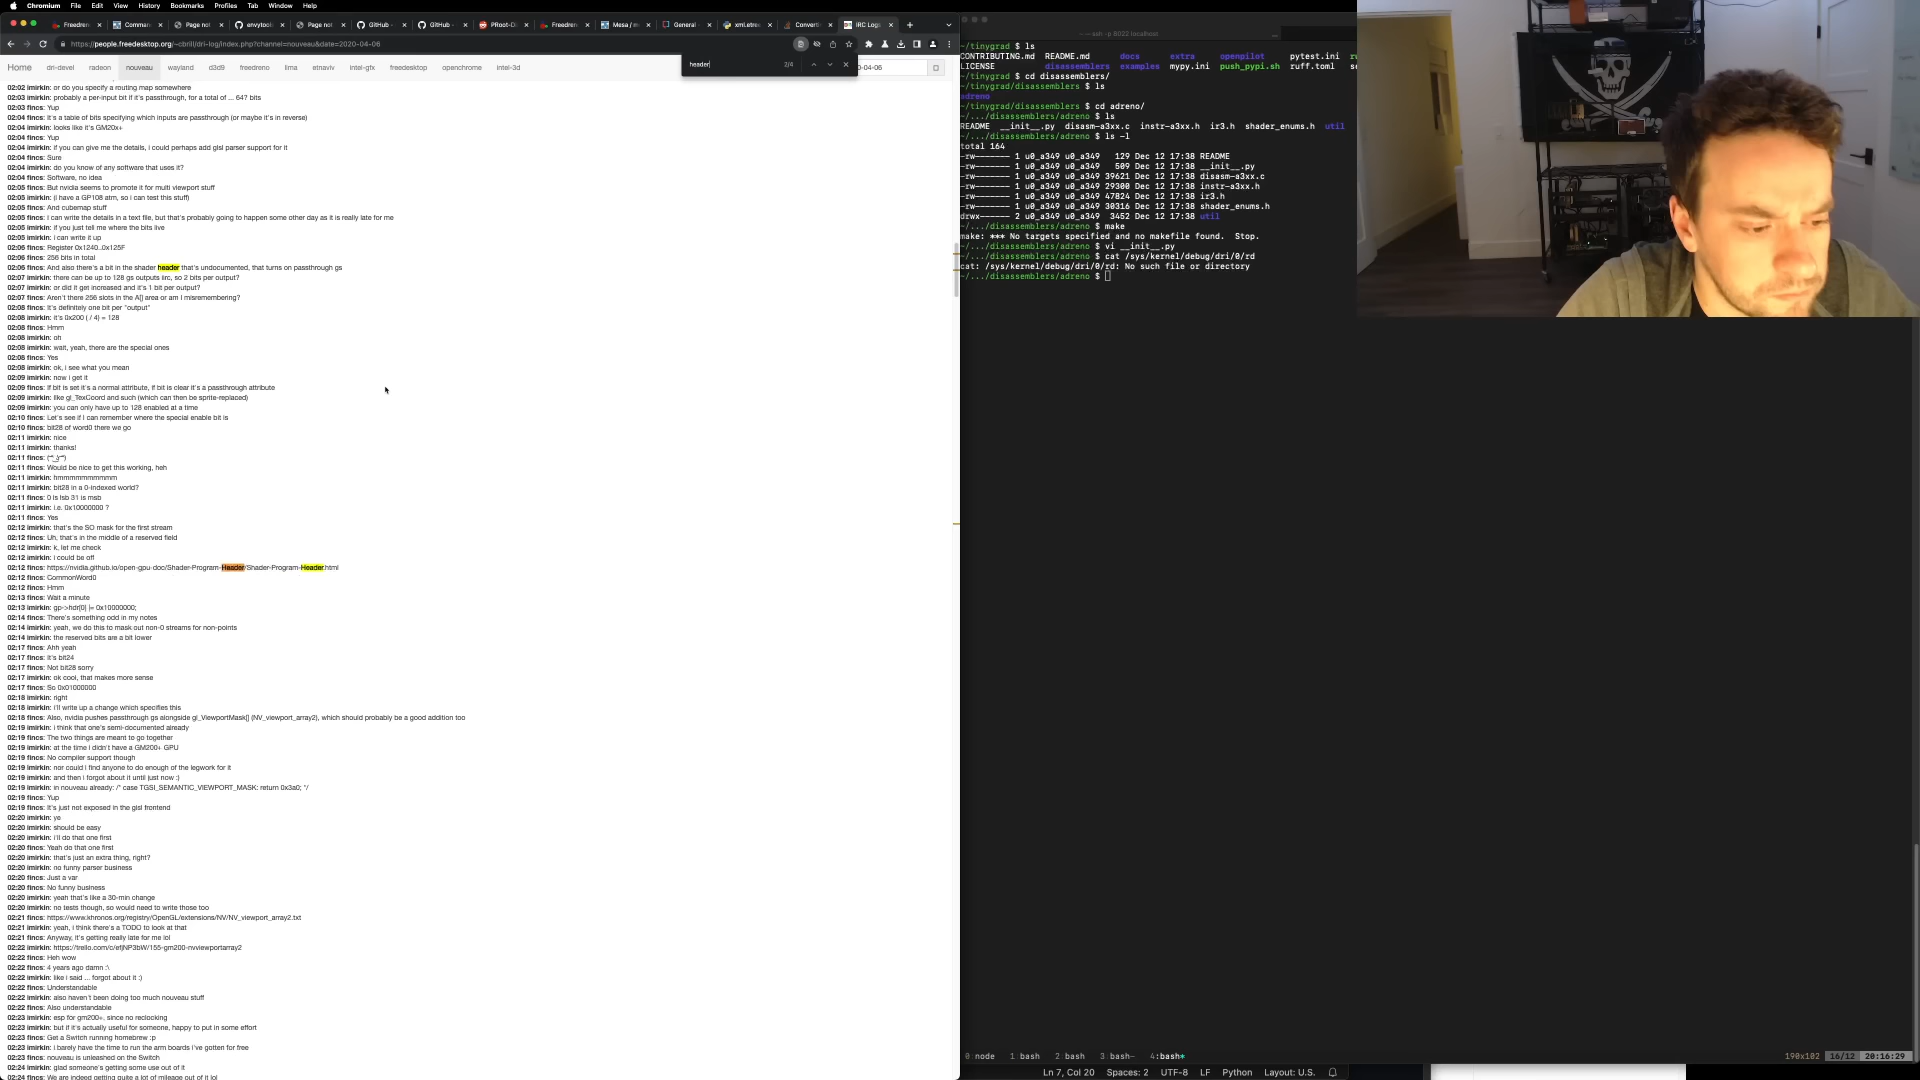 Chromium File Edit View History Bookmarks Profiles Tab Window Help
Freedren Comman Page not envytool Page not GitHub - GitHub - PRoot-Di Freedren Mesa / m General xml.etree Converti IRC Logs
https://people.freedesktop.org/~cbrill/dri-log/index.php?channel=nouveau&date=2020-04-06
header 2/4
Home dri-devel radeon nouveau wayland d3d9 freedreno lima etnaviv intel-gfx freedesktop openchrome intel-3d 0-04-06
02:02 imirkin: or do you specify a routing map somewhere
02:03 imirkin: probably a per-input bit if it's passthrough, for a total of ... 64? bits
02:03 fincs: Yup
02:04 fincs: It's a table of bits specifying which inputs are passthrough (or maybe it's in reverse)
02:04 imirkin: looks like it's GM20x+
02:04 fincs: Yup
02:04 imirkin: if you can give me the details, i could perhaps add glsl parser support for it
02:04 fincs: Sure
02:04 imirkin: do you know of any software that uses it?
02:04 fincs: Software, no idea
02:05 fincs: But nvidia seems to promote it for multi viewport stuff
02:05 imirkin: (i have a GP108 atm, so i can test this stuff)
02:05 fincs: And cubemap stuff
02:05 fincs: I can write the details in a text file, but that's probably going to happen some other day as it is really late for me
02:05 imirkin: if you just tell me where the bits live
02:05 imirkin: i can write it up
02:06 fincs: Register 0x1240..0x125F
02:06 fincs: 256 bits in total
02:06 fincs: And also there's a bit in the shader header that's undocumented, that turns on passthrough gs
02:07 imirkin: there can be up to 128 gs outputs iirc, so 2 bits per output?
02:07 imirkin: or did it get increased and it's 1 bit per output?
02:07 fincs: Aren't there 256 slots in the A[] area or am I misremembering?
02:08 fincs: It's definitely one bit per "output"
02:08 imirkin: it's 0x200 ( / 4) = 128
02:08 fincs: Hmm
02:08 imirkin: oh
02:08 imirkin: wait, yeah, there are the special ones
02:08 fincs: Yes
02:08 imirkin: ok, i see what you mean
02:09 imirkin: now i get it
02:09 fincs: If bit is set it's a normal attribute, if bit is clear it's a passthrough attribute
02:09 imirkin: like gl_TexCoord and such (which can then be sprite-replaced)
02:09 imirkin: you can only have up to 128 enabled at a time
02:10 fincs: Let's see if I can remember where the special enable bit is
02:10 fincs: bit28 of word0 there we go
02:11 imirkin: nice
02:11 imirkin: thanks!
02:11 fincs:
02:11 fincs: Would be nice to get this working, heh
02:11 imirkin: hmmmmmmmmmm
02:11 imirkin: bit28 in a 0-indexed world?
02:11 fincs: 0 is lsb 31 is msb
02:11 imirkin: i.e. 0x10000000 ?
02:11 fincs: Yes
02:12 imirkin: that's the SO mask for the first stream
02:12 fincs: Uh, that's in the middle of a reserved field
02:12 imirkin: k, let me check
02:12 imirkin: i could be off
02:12 fincs: https://nvidia.github.io/open-gpu-doc/Shader-Program-Header/Shader-Program-Header.html
02:12 fincs: CommonWord0
02:12 fincs: Hmm
02:13 fincs: Wait a minute
02:13 imirkin: gp->hdr[0] |= 0x10000000;
02:14 fincs: There's something odd in my notes
02:14 imirkin: yeah, we do this to mask out non-0 streams for non-points
02:14 imirkin: the reserved bits are a bit lower
02:17 fincs: Ahh yeah
02:17 fincs: It's bit24
02:17 fincs: Not bit28 sorry
02:17 imirkin: ok cool, that makes more sense
02:17 fincs: So 0x01000000
02:18 imirkin: right
02:18 imirkin: i'll write up a change which specifies this
02:18 fincs: Also, nvidia pushes passthrough gs alongside gl_ViewportMask[] (NV_viewport_array2), which should probably be a good addition too
02:19 imirkin: i think that one's semi-documented already
02:19 fincs: The two things are meant to go together
02:19 imirkin: at the time i didn't have a GM200+ GPU
02:19 fincs: No compiler support though
02:19 imirkin: nor could i find anyone to do enough of the legwork for it
02:19 imirkin: and then i forgot about it until just now :)
02:19 imirkin: in nouveau already: /* case TGSI_SEMANTIC_VIEWPORT_MASK: return 0x3a0; */
02:19 fincs: Yup
02:19 fincs: It's just not exposed in the glsl frontend
02:20 imirkin: ye
02:20 imirkin: should be easy
02:20 imirkin: i'll do that one first
02:20 fincs: Yeah do that one first
02:20 imirkin: that's just an extra thing, right?
02:20 imirkin: no funny parser business
02:20 fincs: Just a var
02:20 fincs: No funny business
02:20 imirkin: yeah that's like a 30-min change
02:20 imirkin: no tests though, so would need to write those too
02:21 fincs: https://www.khronos.org/registry/OpenGL/extensions/NV/NV_viewport_array2.txt
02:21 imirkin: yeah, i think there's a TODO to look at that
02:21 fincs: Anyway, it's getting really late for me lol
02:22 imirkin: https://trello.com/c/efjNP3bW/155-gm200-nvviewportarray2
02:22 fincs: Heh wow
02:22 fincs: 4 years ago damn :\
02:22 imirkin: like i said ... forgot about it :)
02:22 fincs: Understandable
02:22 imirkin: also haven't been doing too much nouveau stuff
02:22 fincs: Also understandable
02:23 imirkin: esp for gm200+. since no reclocking
02:23 imirkin: but if it's actually useful for someone, happy to put in some effort
02:23 fincs: Get a Switch running homebrew :p
02:23 imirkin: i barely have the time to run the arm boards i've gotten for free
02:23 fincs: nouveau is unleashed on the Switch
02:24 imirkin: glad someone's getting some use out of it
02:24 fincs: We are indeed getting quite a lot of mileage out of it lol
ssh -p 8022 localhost
~/tinygrad $ ls
CONTRIBUTING.md README.md docs extra pytest.ini
LICENSE disassemblers examples mypy.ini openpilot push_pypi.sh ruff.toml
~/tinygrad $ cd disassemblers/
~/tinygrad/disassemblers $ ls
adreno
~/tinygrad/disassemblers $ cd adreno/
~/.../disassemblers/adreno $ ls
README __init__.py disasm-a3xx.c instr-a3xx.h ir3.h shader_enums.h util
~/.../disassemblers/adreno $ ls -l
total 164
-rw------- 1 u0_a349 u0_a349 129 Dec 12 17:38 README
-rw------- 1 u0_a349 u0_a349 509 Dec 12 17:38 __init__.py
-rw------- 1 u0_a349 u0_a349 39621 Dec 12 17:38 disasm-a3xx.c
-rw------- 1 u0_a349 u0_a349 29300 Dec 12 17:38 instr-a3xx.h
-rw------- 1 u0_a349 u0_a349 47824 Dec 12 17:38 ir3.h
-rw------- 1 u0_a349 u0_a349 30316 Dec 12 17:38 shader_enums.h
drwx------ 2 u0_a349 u0_a349 3452 Dec 12 17:38 util
~/.../disassemblers/adreno $ make
make: *** No targets specified and no makefile found. Stop.
~/.../disassemblers/adreno $ vi __init__.py
~/.../disassemblers/adreno $ cat /sys/kernel/debug/dri/0/rd
cat: /sys/kernel/debug/dri/0/rd: No such file or directory
~/.../disassemblers/adreno $
0 node 1 bash 2 bash 3 bash- 4:bash* 190x102 16/12 20:16:29
Ln 7, Col 20 Spaces: 2 UTF-8 LF Python Layout: U.S.